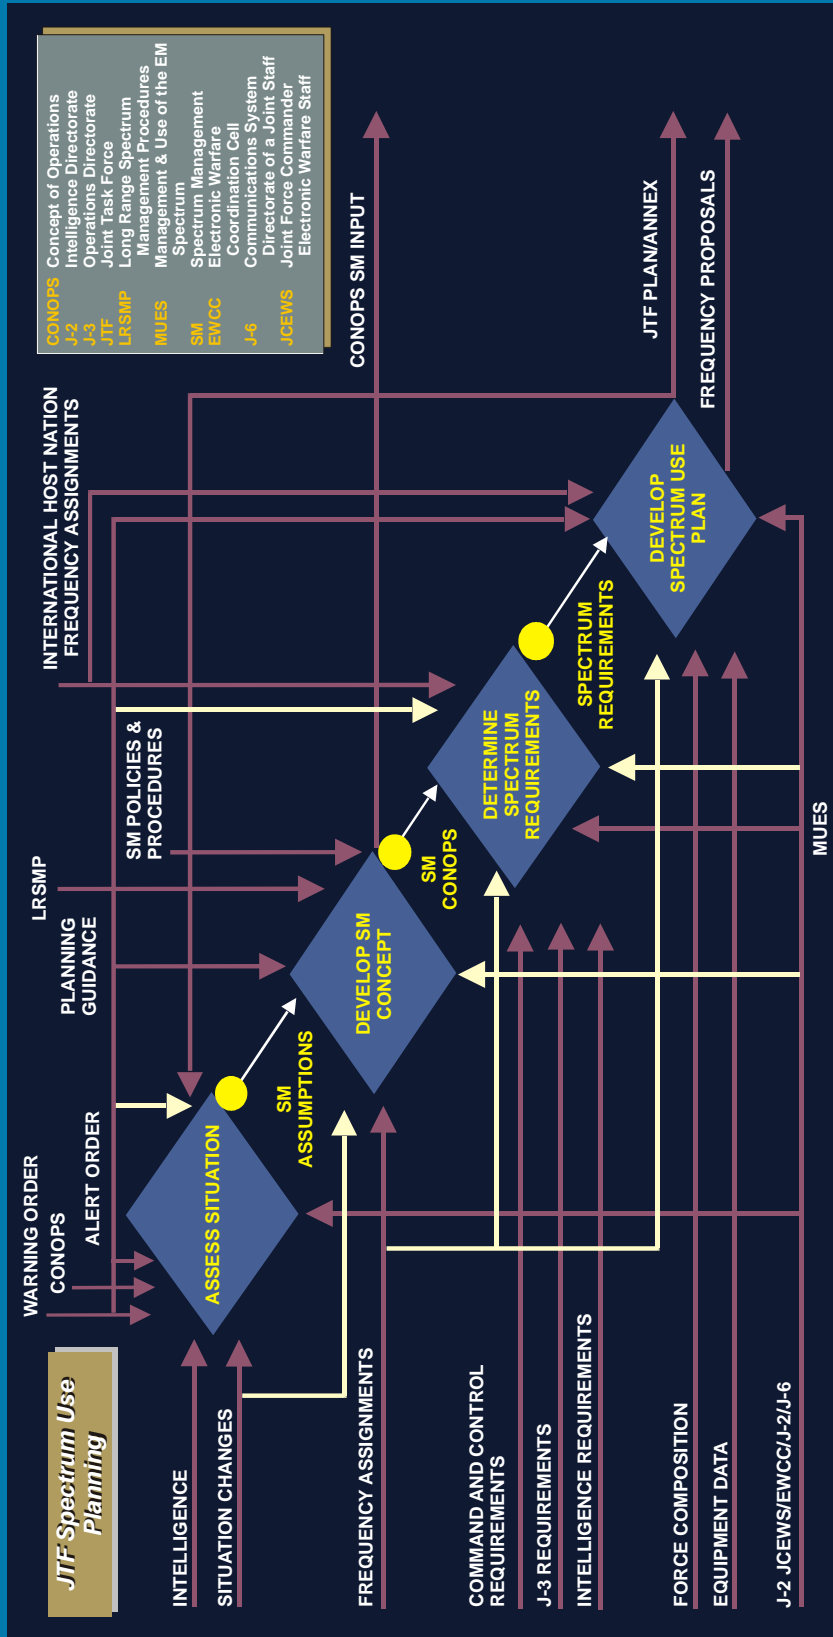 JTF Spectrum Use
Planning
WARNING ORDER
CONOPS
ALERT ORDER
PLANNING
GUIDANCE
LRSMP
SM POLICIES &
PROCEDURES
INTERNATIONAL HOST NATION
FREQUENCY ASSIGNMENTS
CONOPS Concept of Operations
J-2 Intelligence Directorate
J-3 Operations Directorate
JTF Joint Task Force
LRSMP Long Range Spectrum
Management Procedures
MUES Management & Use of the EM
Spectrum
SM Spectrum Management
EWCC Electronic Warfare
Coordination Cell
J-6 Communications System
Directorate of a Joint Staff
JCEWS Joint Force Commander
Electronic Warfare Staff
INTELLIGENCE
SITUATION CHANGES
ASSESS SITUATION
SM
ASSUMPTIONS
FREQUENCY ASSIGNMENTS
DEVELOP SM
CONCEPT
SM
CONOPS
CONOPS SM INPUT
COMMAND AND CONTROL
REQUIREMENTS
J-3 REQUIREMENTS
INTELLIGENCE REQUIREMENTS
DETERMINE
SPECTRUM
REQUIREMENTS
SPECTRUM
REQUIREMENTS
FORCE COMPOSITION
EQUIPMENT DATA
DEVELOP
SPECTRUM USE
PLAN
JTF PLAN/ANNEX
FREQUENCY PROPOSALS
J-2 JCEWS/EWCC/J-2/J-6
MUES